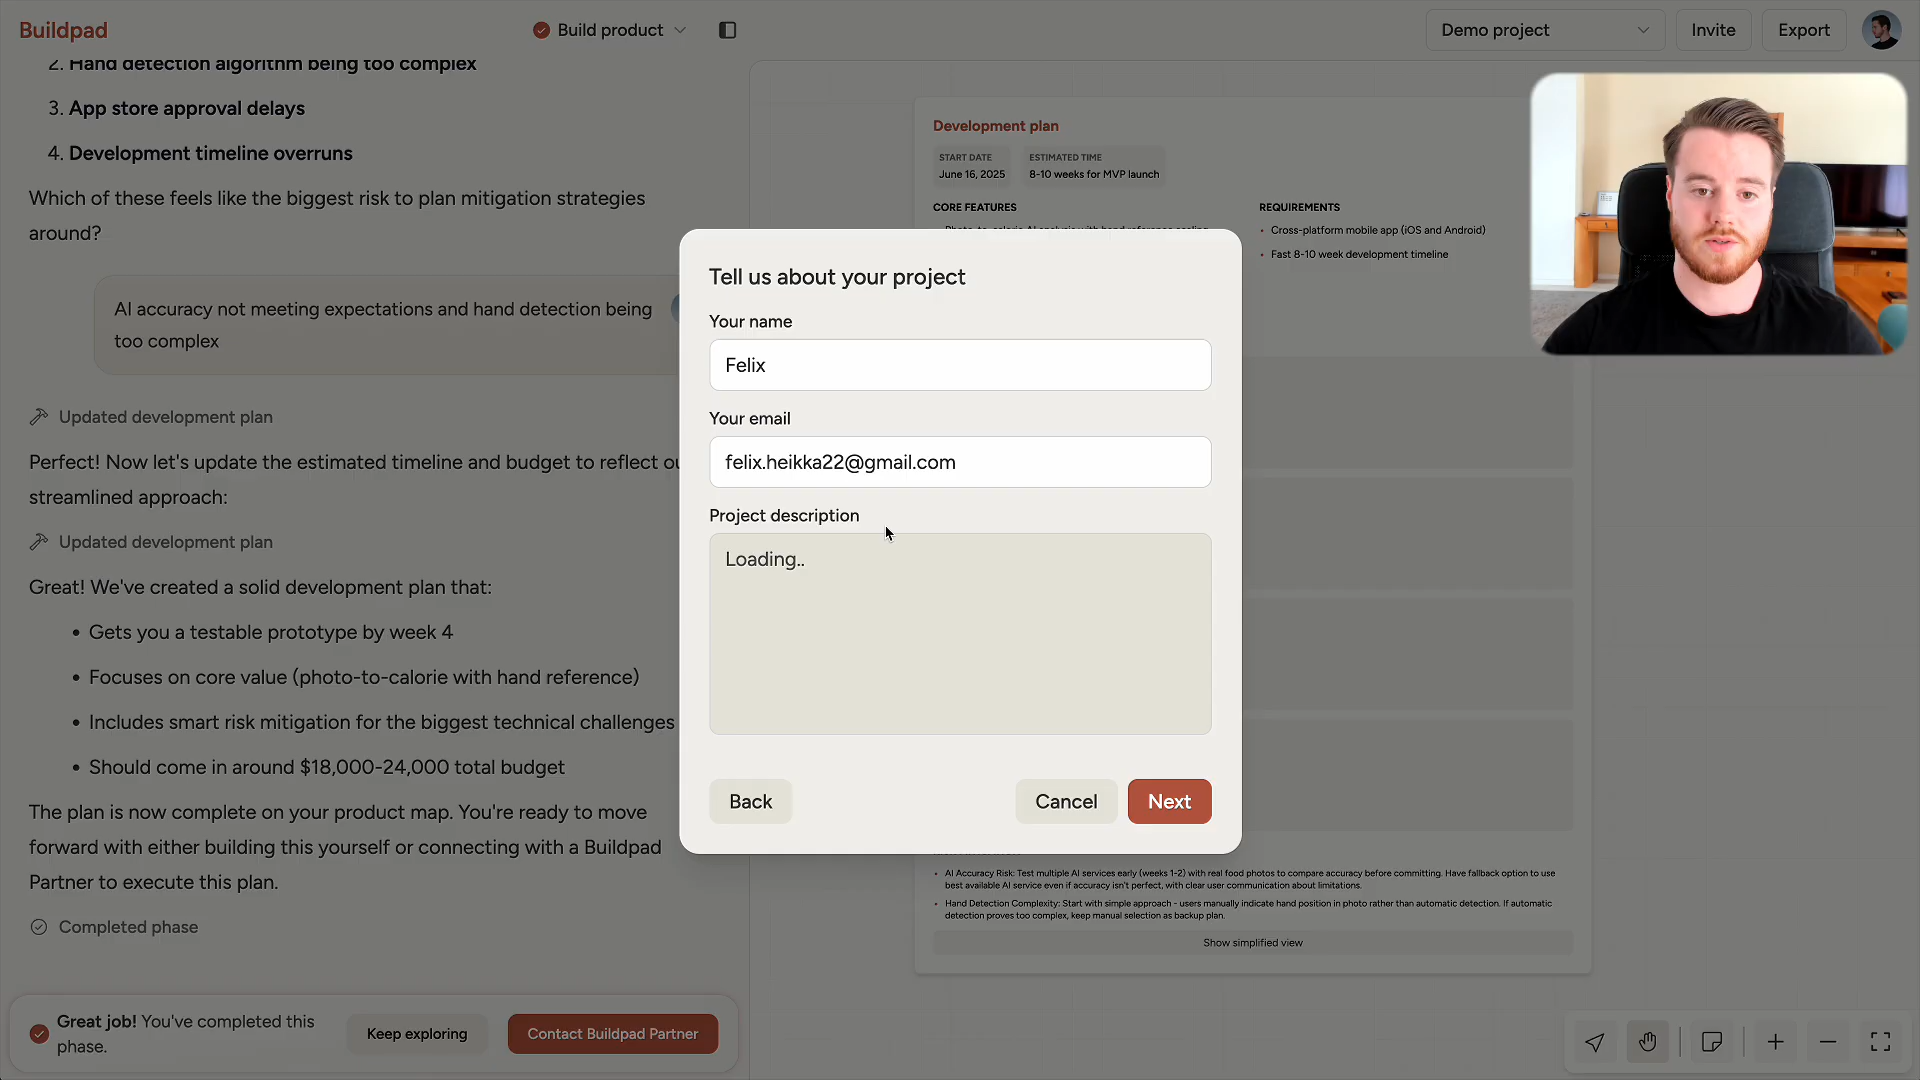 Buildpad
Build product
Demo project
Invite
Export
2. Hand detection algorithm being too complex
3. App store approval delays
4. Development timeline overruns
Which of these feels like the biggest risk to plan mitigation strategies
around?
AI accuracy not meeting expectations and hand detection being
too complex
Updated development plan
Perfect! Now let's update the estimated timeline and budget to reflect ou
streamlined approach:
Updated development plan
Great! We've created a solid development plan that:
• Gets you a testable prototype by week 4
• Focuses on core value (photo-to-calorie with hand reference)
• Includes smart risk mitigation for the biggest technical challenges
• Should come in around $18,000-24,000 total budget
The plan is now complete on your product map. You're ready to move
forward with either building this yourself or connecting with a Buildpad
Partner to execute this plan.
Completed phase
Great job! You've completed this
phase.
Keep exploring
Contact Buildpad Partner
Development plan
START DATE
June 16, 2025
ESTIMATED TIME
8-10 weeks for MVP launch
CORE FEATURES
REQUIREMENTS
• Cross-platform mobile app (iOS and Android)
• Fast 8-10 week development timeline
Tell us about your project
Your name
Felix
Your email
felix.heikka22@gmail.com
Project description
Loading..
Back
Cancel
Next
• AI Accuracy Risk: Test multiple AI services early (weeks 1-2) with real food photos to compare accuracy before committing. Have fallback option to use
best available AI service even if accuracy isn't perfect, with clear user communication about limitations.
• Hand Detection Complexity: Start with simple approach - users manually indicate hand position in photo rather than automatic detection. If automatic
detection proves too complex, keep manual selection as backup plan.
Show simplified view